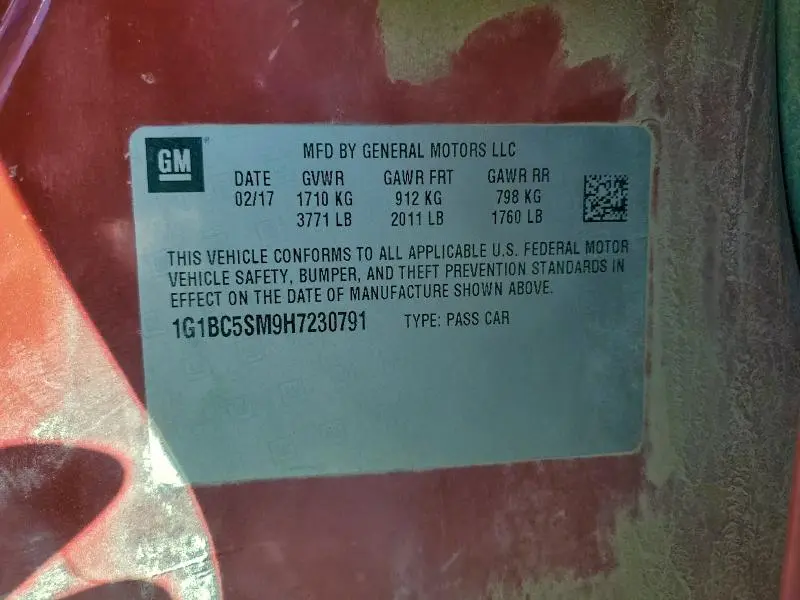 GM
MFD BY GENERAL MOTORS LLC
DATE GVWR GAWR FRT GAWR RR
02/17 1710 KG 912 KG 798 KG
3771 LB 2011 LB 1760 LB
THIS VEHICLE CONFORMS TO ALL APPLICABLE U.S. FEDERAL MOTOR
VEHICLE SAFETY, BUMPER, AND THEFT PREVENTION STANDARDS IN
EFFECT ON THE DATE OF MANUFACTURE SHOWN ABOVE.
1G1BC5SM9H7230791 TYPE: PASS CAR